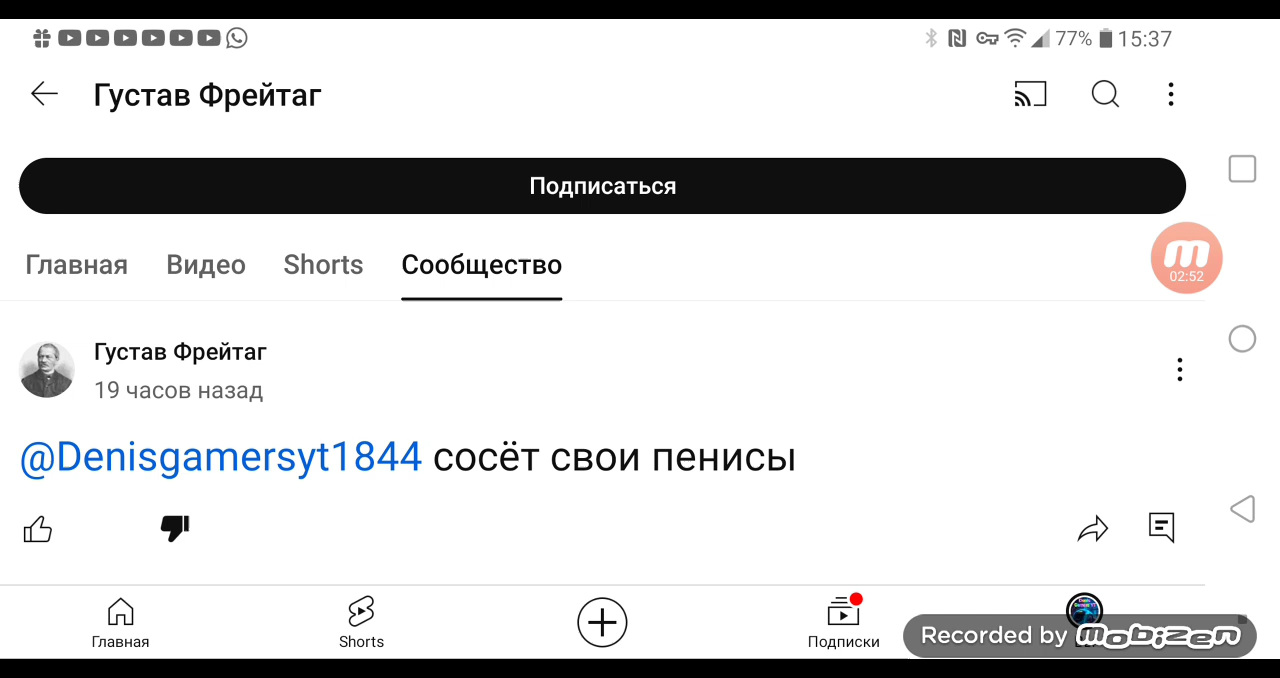 77% 15:37
Густав Фрейтаг
Подписаться
Главная Видео Shorts Сообщество
02:52
Густав Фрейтаг
19 часов назад
@Denisgamersyt1844 сосёт свои пенисы
Главная Shorts Подписки
Recorded by mobizen